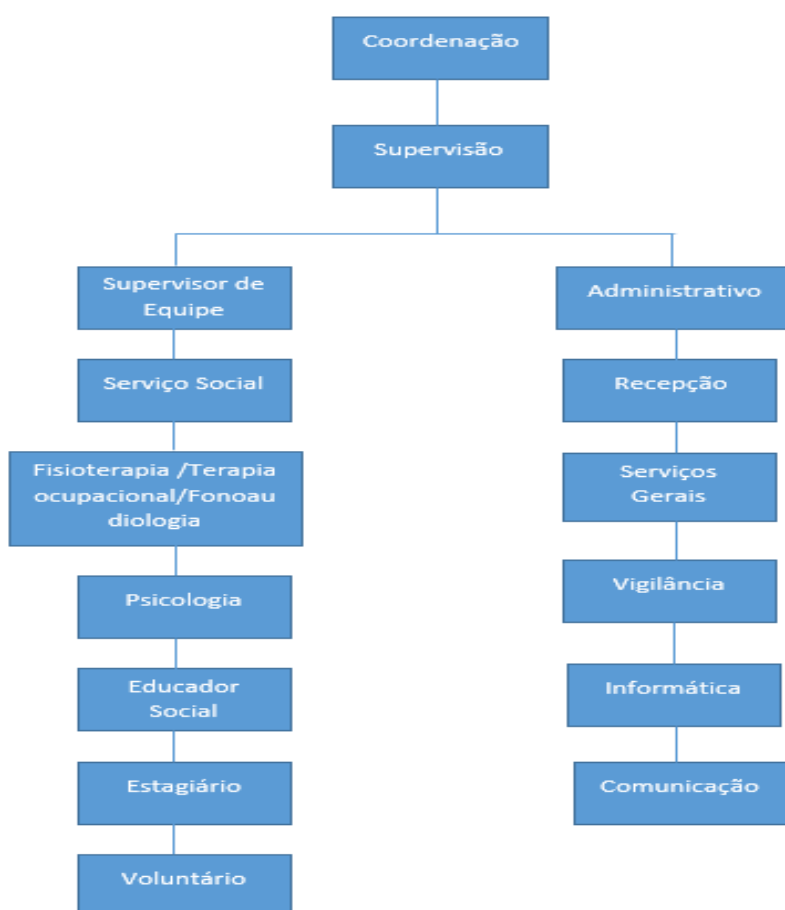 Coordenação
Supervisão
Supervisor de
Equipe
Serviço Social
Fisioterapia /Terapia
ocupacional/Fonoau
diologia
Psicologia
Educador
Social
Estagiário
Voluntário
Administrativo
Recepção
Serviços
Gerais
Vigilância
Informática
Comunicação